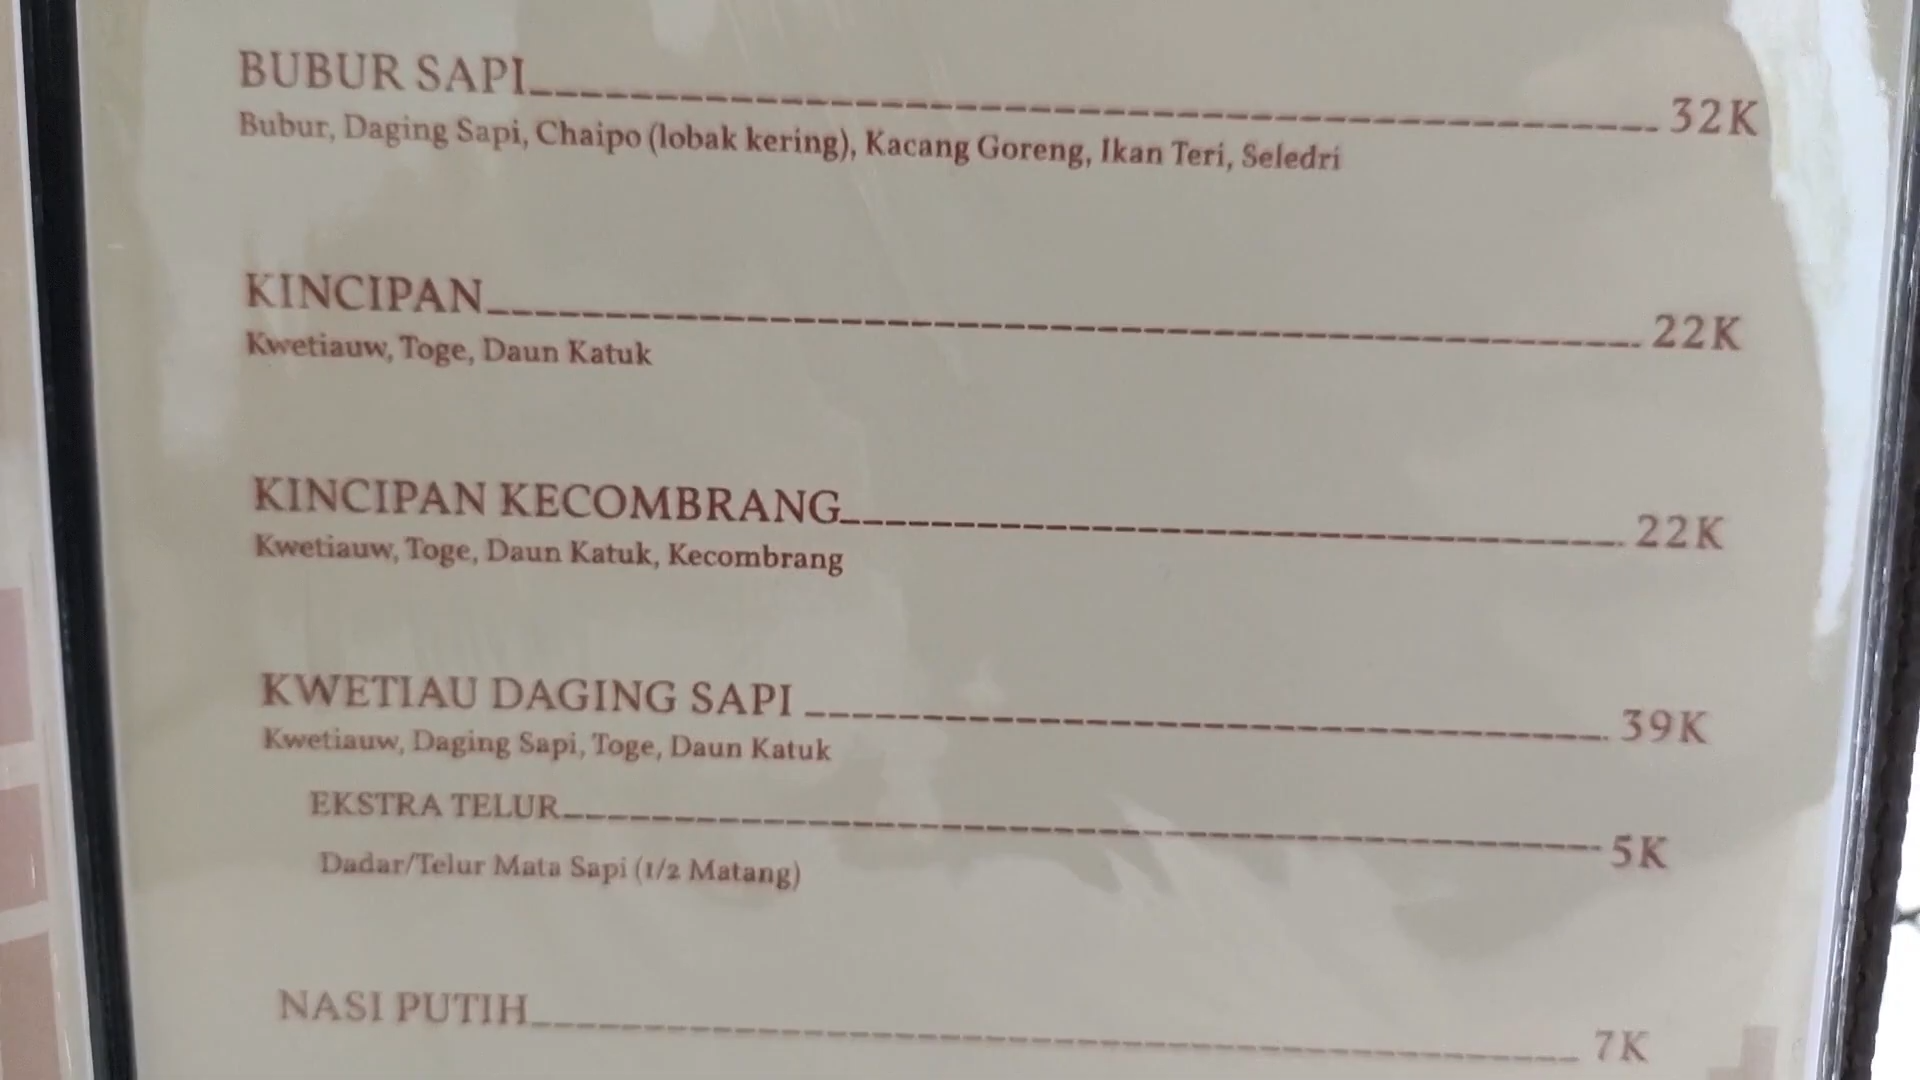 BUBUR SAPI 32K
Bubur, Daging Sapi, Chaipo (lobak kering), Kacang Goreng, Ikan Teri, Seledri
KINCIPAN 22K
Kwetiauw, Toge, Daun Katuk
KINCIPAN KECOMBRANG 22K
Kwetiauw, Toge, Daun Katuk, Kecombrang
KWETIAU DAGING SAPI 39K
Kwetiauw, Daging Sapi, Toge, Daun Katuk
EKSTRA TELUR 5K
Dadar/Telur Mata Sapi (1/2 Matang)
NASI PUTIH 7K